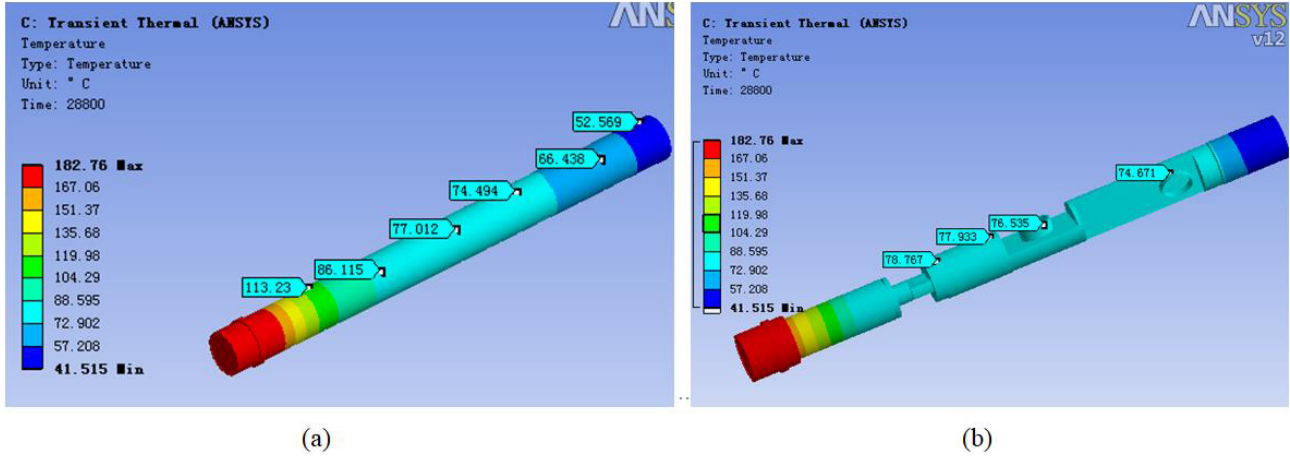 C: Transient Thermal (ANSYS)
Temperature
Type: Temperature
Unit: ° C
Time: 28800
182.76 Max
167.06
151.37
135.68
119.98
104.29
88.595
72.902
57.208
41.515 Min
52.569
66.438
74.494
77.012
86.115
113.23
(a)
C: Transient Thermal (ANSYS)
Temperature
Type: Temperature
Unit: ° C
Time: 28800
ANSYS
v12
182.76 Max
167.06
151.37
135.68
119.98
104.29
88.595
72.902
57.208
41.515 Min
74.671
76.535
77.933
78.767
(b)